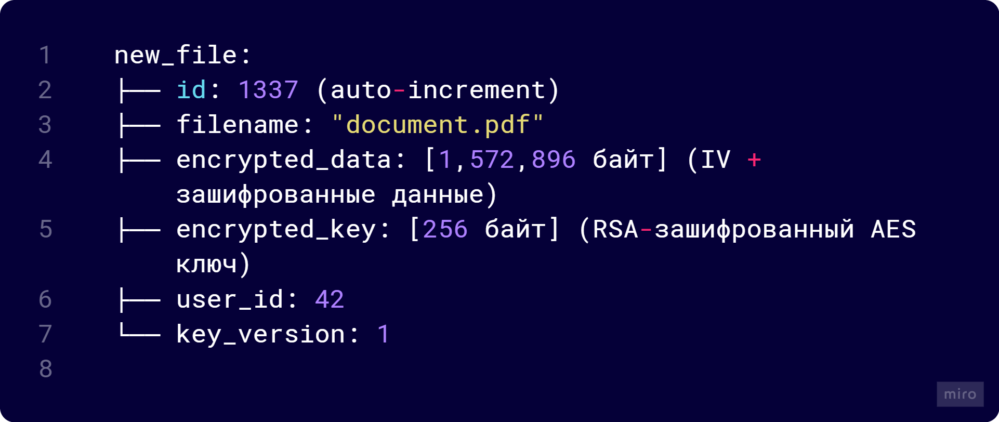 1 new_file:
2 ├── id: 1337 (auto-increment)
3 ├── filename: "document.pdf"
4 ├── encrypted_data: [1,572,896 байт] (IV +
зашифрованные данные)
5 ├── encrypted_key: [256 байт] (RSA-зашифрованный AES
ключ)
6 ├── user_id: 42
7 └── key_version: 1
8
miro